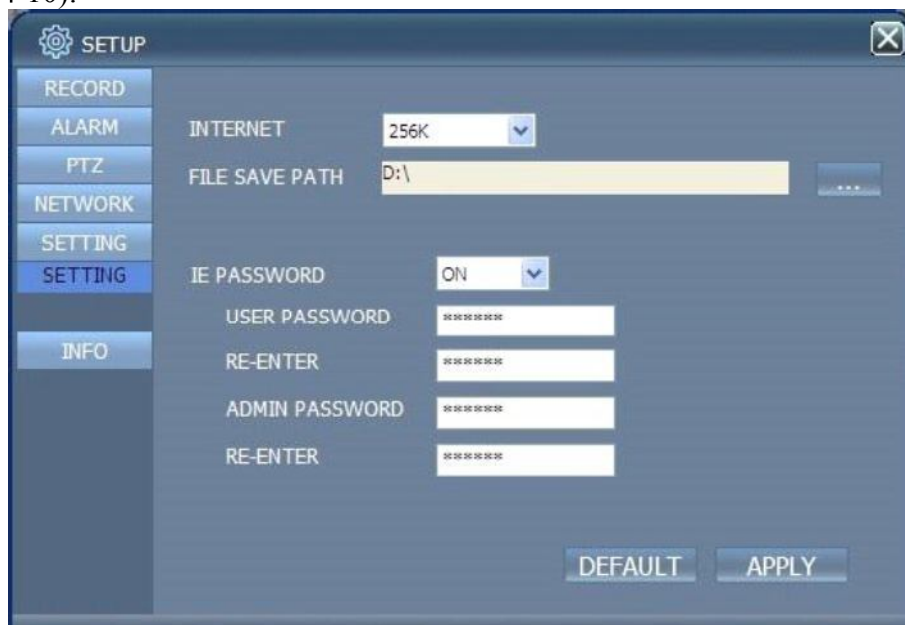 SETUP
RECORD
ALARM
PTZ
NETWORK
SETTING
SETTING
INFO
INTERNET 256K
FILE SAVE PATH D:\ ...
IE PASSWORD ON
USER PASSWORD ******
RE-ENTER ******
ADMIN PASSWORD ******
RE-ENTER ******
DEFAULT APPLY